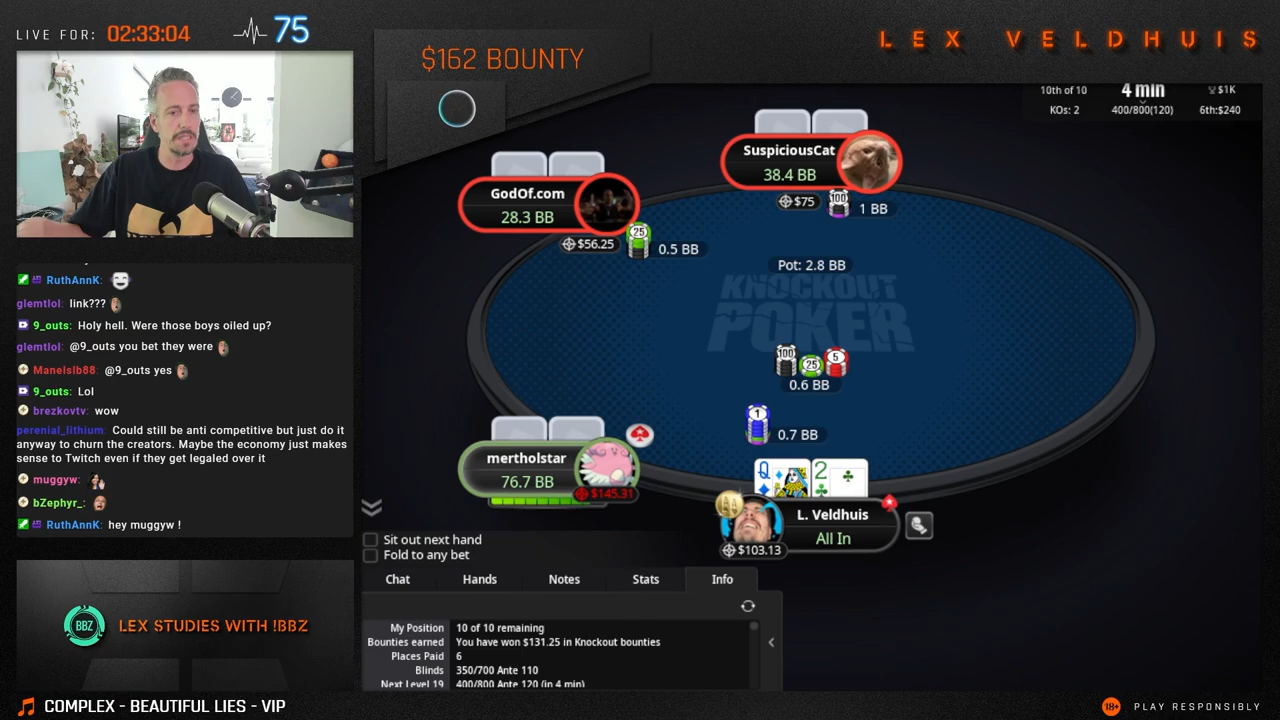 LIVE FOR: 02:33:04
75
$162 BOUNTY
LEX VELDHUIS
10th of 10
4 min
$1K
KOs: 2
400/800(120)
6th:$240
SuspiciousCat
38.4 BB
$75
100
1 BB
GodOf.com
28.3 BB
$56.25
25
0.5 BB
Pot: 2.8 BB
KNOCKOUT
POKER
100
25
5
0.6 BB
1
0.7 BB
mertholstar
76.7 BB
$145.31
Q
2
L. Veldhuis
All In
$103.13
RuthAnnK:
glemtlol: link???
9_outs: Holy hell. Were those boys oiled up?
glemtlol: @9_outs you bet they were
Manelslb88: @9_outs yes
9_outs: Lol
brezkovtv: wow
perenial_lithium: Could still be anti competitive but just do it
anyway to churn the creators. Maybe the economy just makes
sense to Twitch even if they get legaled over it
muggyw:
bZephyr_:
RuthAnnK: hey muggyw !
Sit out next hand
Fold to any bet
Chat
Hands
Notes
Stats
Info
My Position 10 of 10 remaining
Bounties earned You have won $131.25 in Knockout bounties
Places Paid 6
Blinds 350/700 Ante 110
Next Level 19 400/800 Ante 120 (in 4 min)
BBZ
LEX STUDIES WITH !BBZ
COMPLEX - BEAUTIFUL LIES - VIP
18+ PLAY RESPONSIBLY